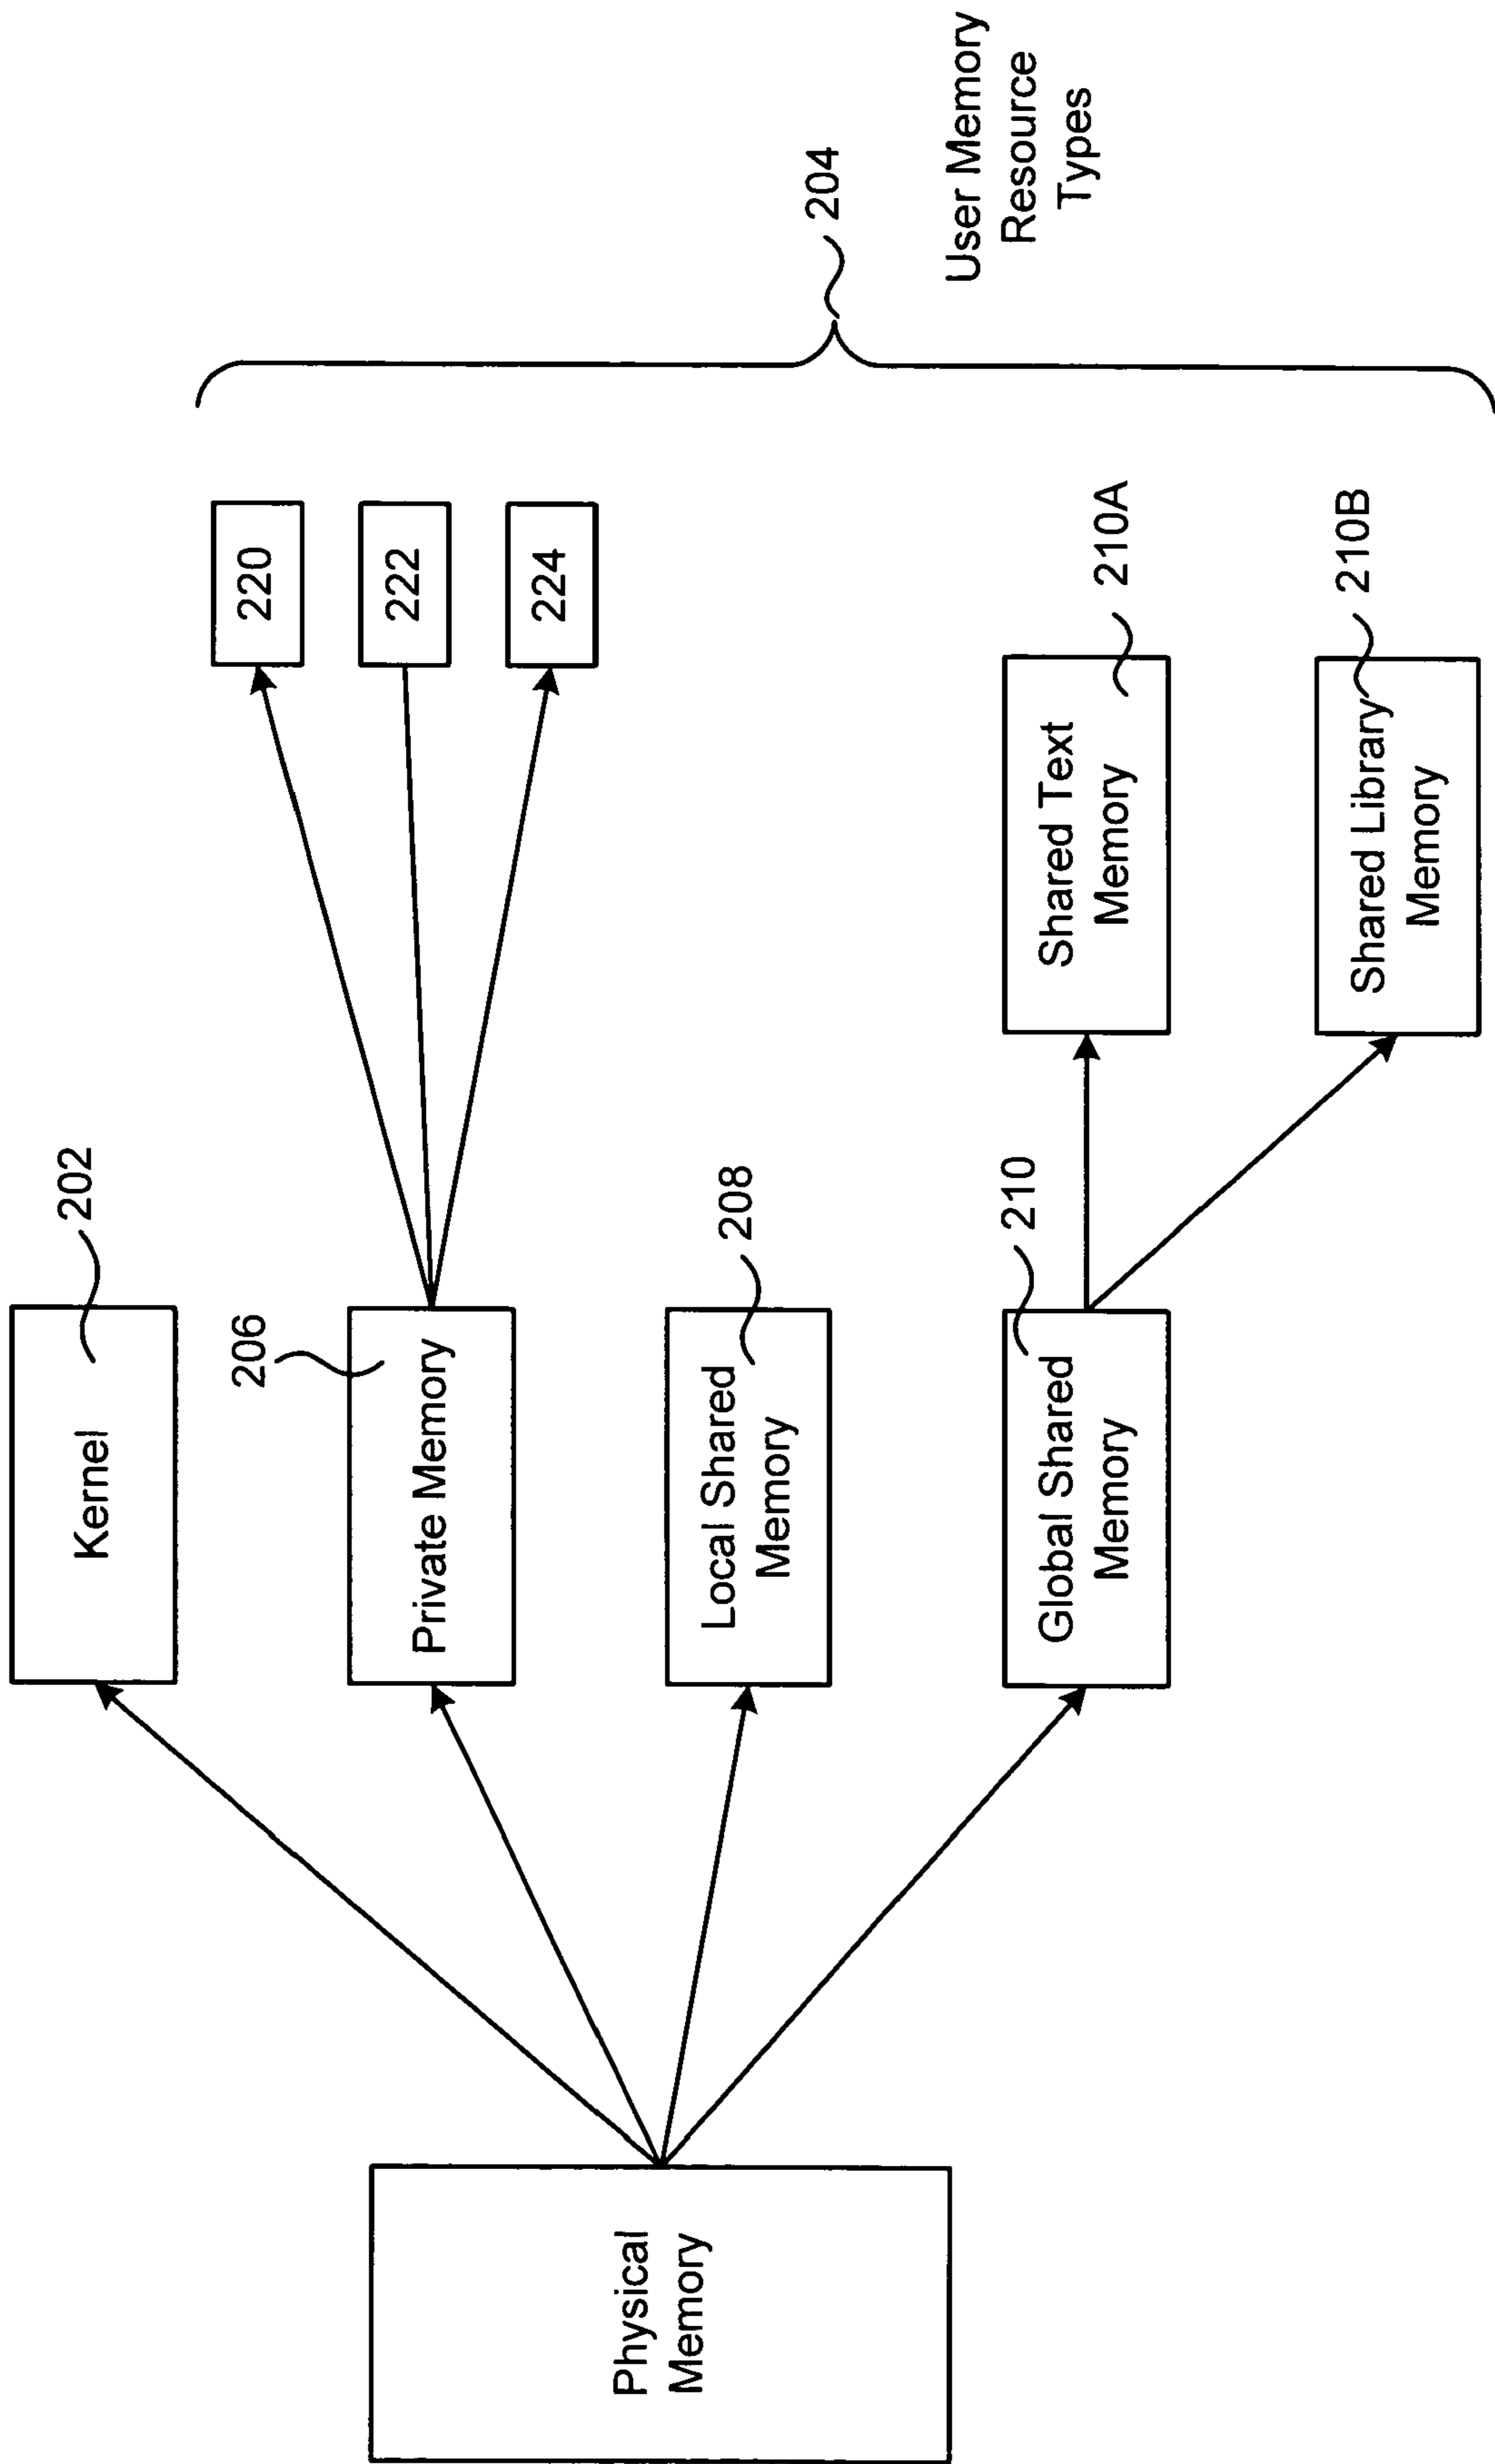 Physical
Memory
Kernel
202
206
Private Memory
Local Shared
Memory
208
Global Shared
Memory
210
220
222
224
Shared Text
Memory
210A
Shared Library
Memory
210B
204
User Memory
Resource
Types